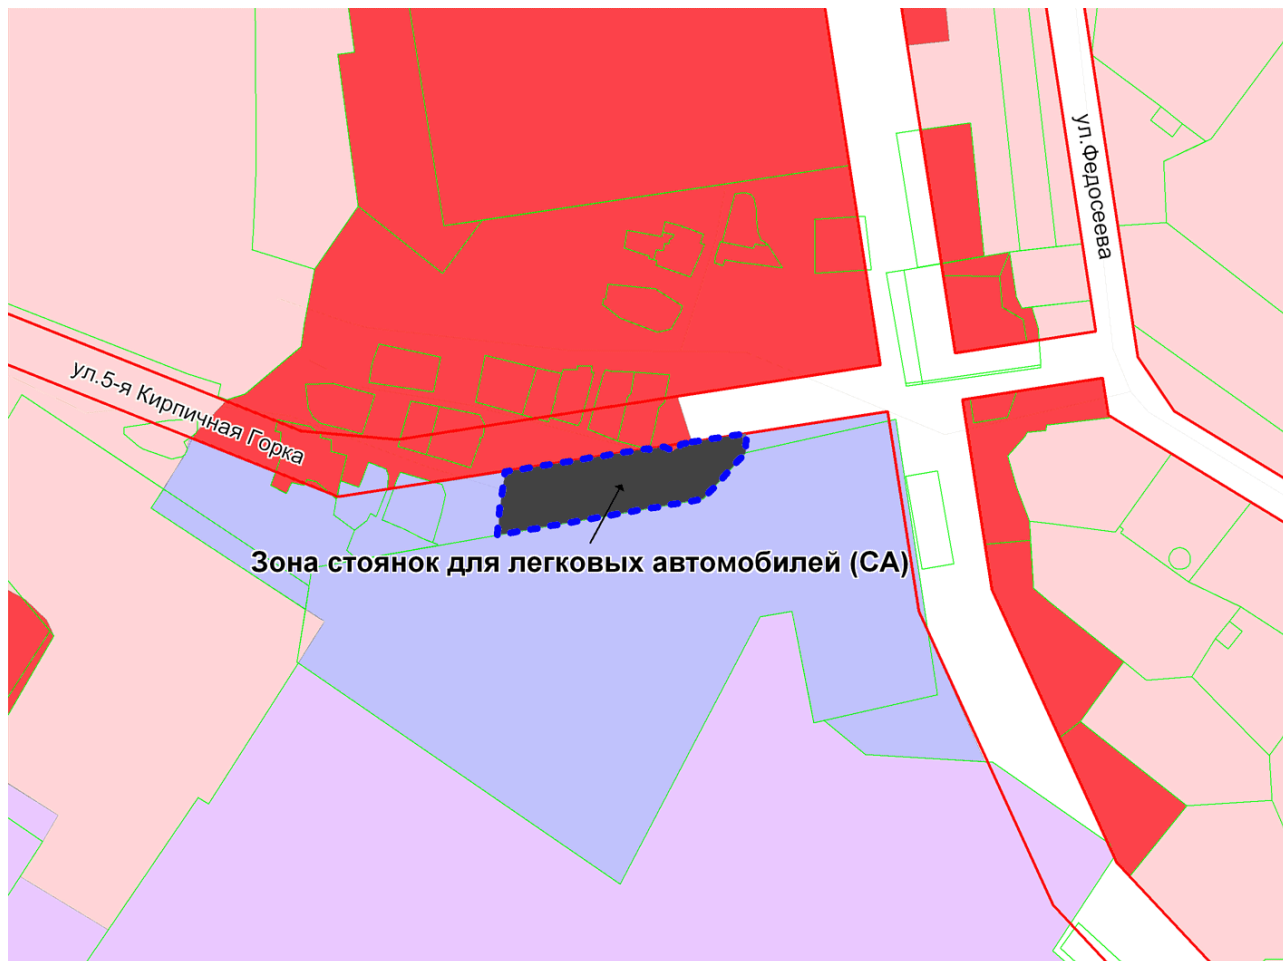 ул.Федосеева
ул.5-я Кирпичная Горка
Зона стоянок для легковых автомобилей (СА)